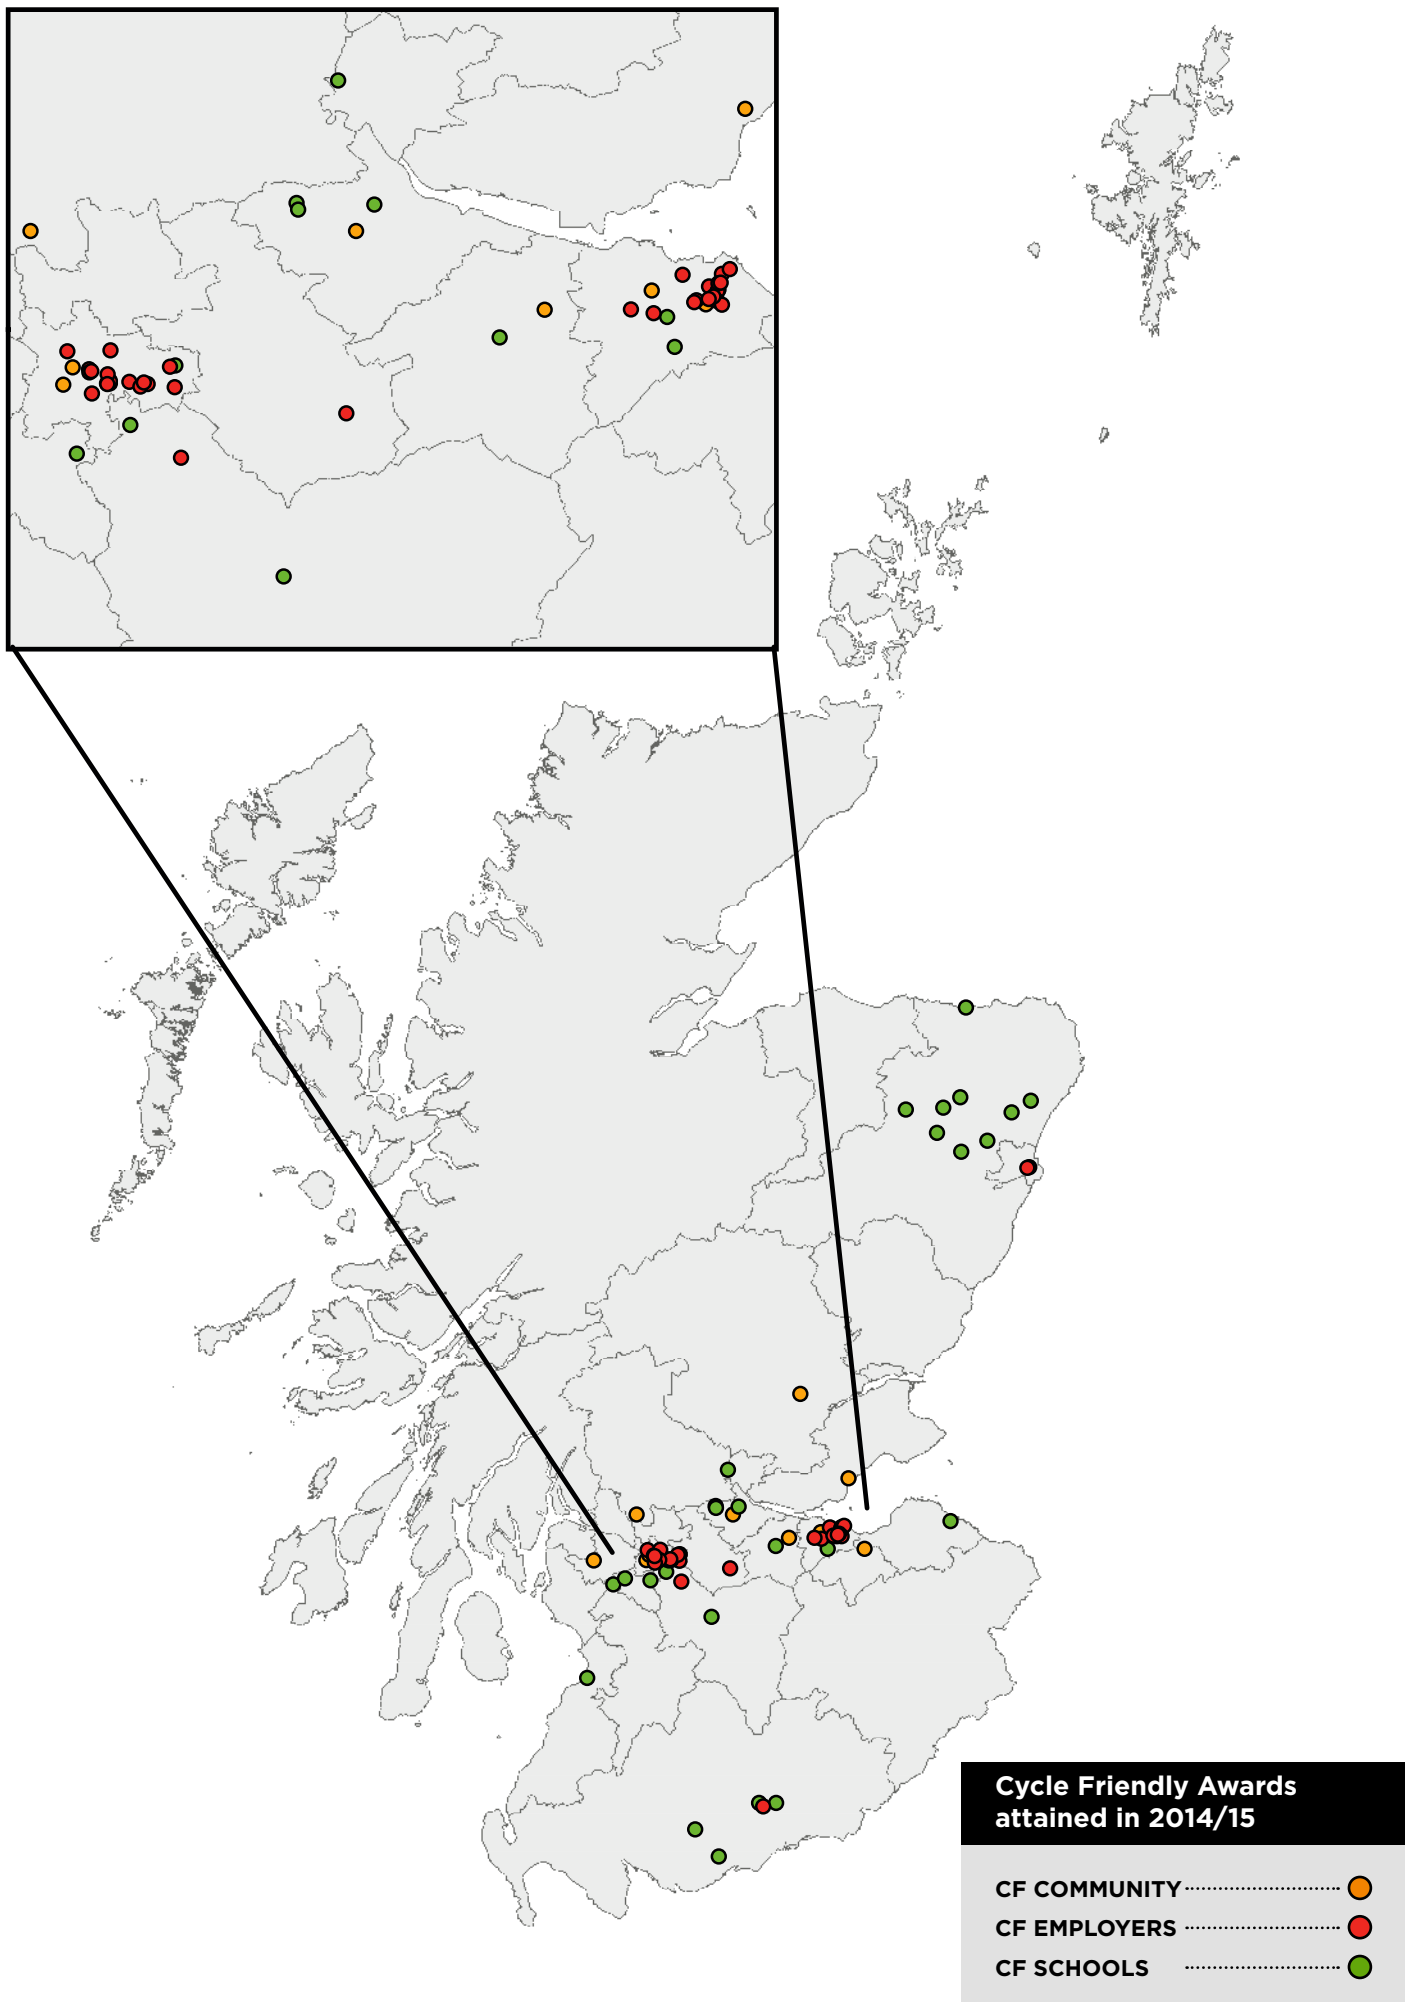 Cycle Friendly Awards
attained in 2014/15
CF COMMUNITY
CF EMPLOYERS
CF SCHOOLS